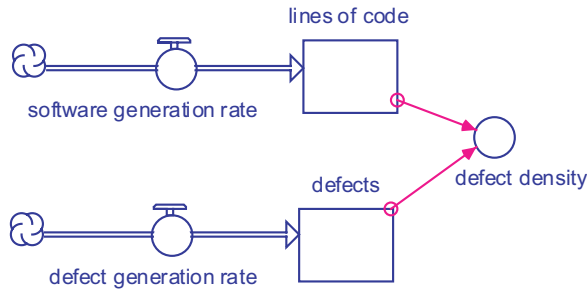 lines of code
software generation rate
defect density
defects
defect generation rate